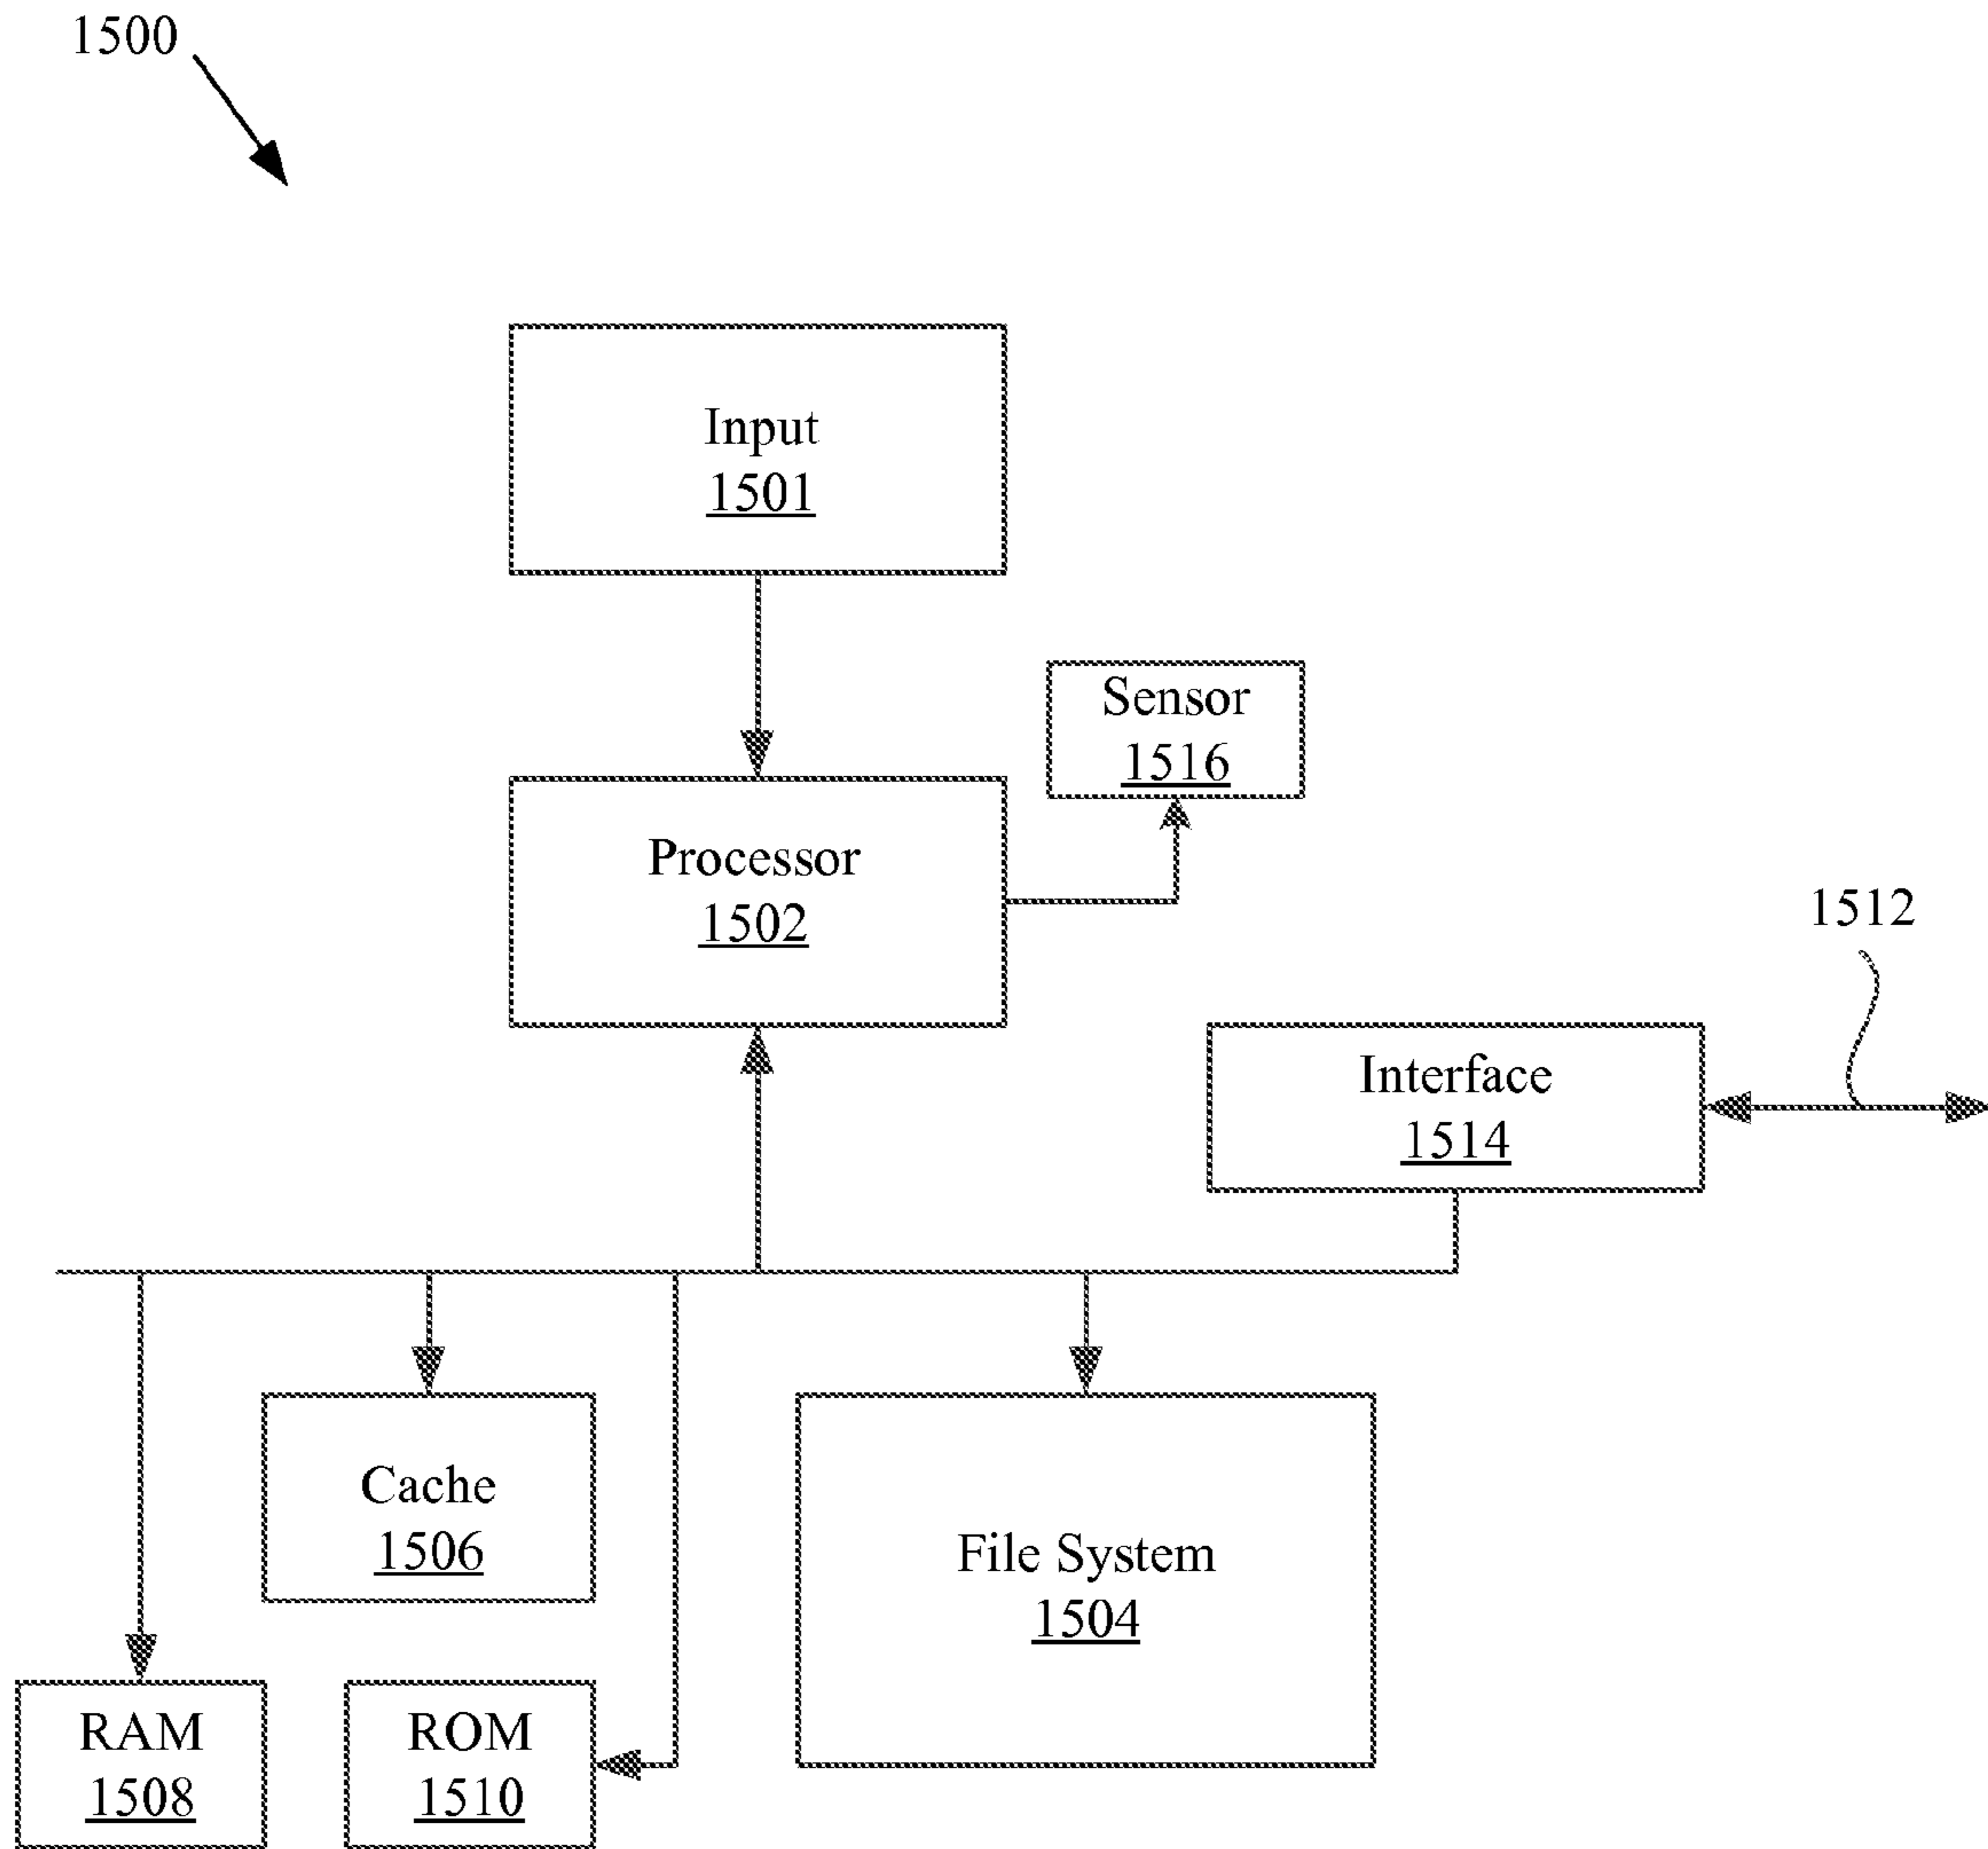 1500
Input
1501
Sensor
1516
Processor
1502
1512
Interface
1514
Cache
1506
File System
1504
RAM
1508
ROM
1510